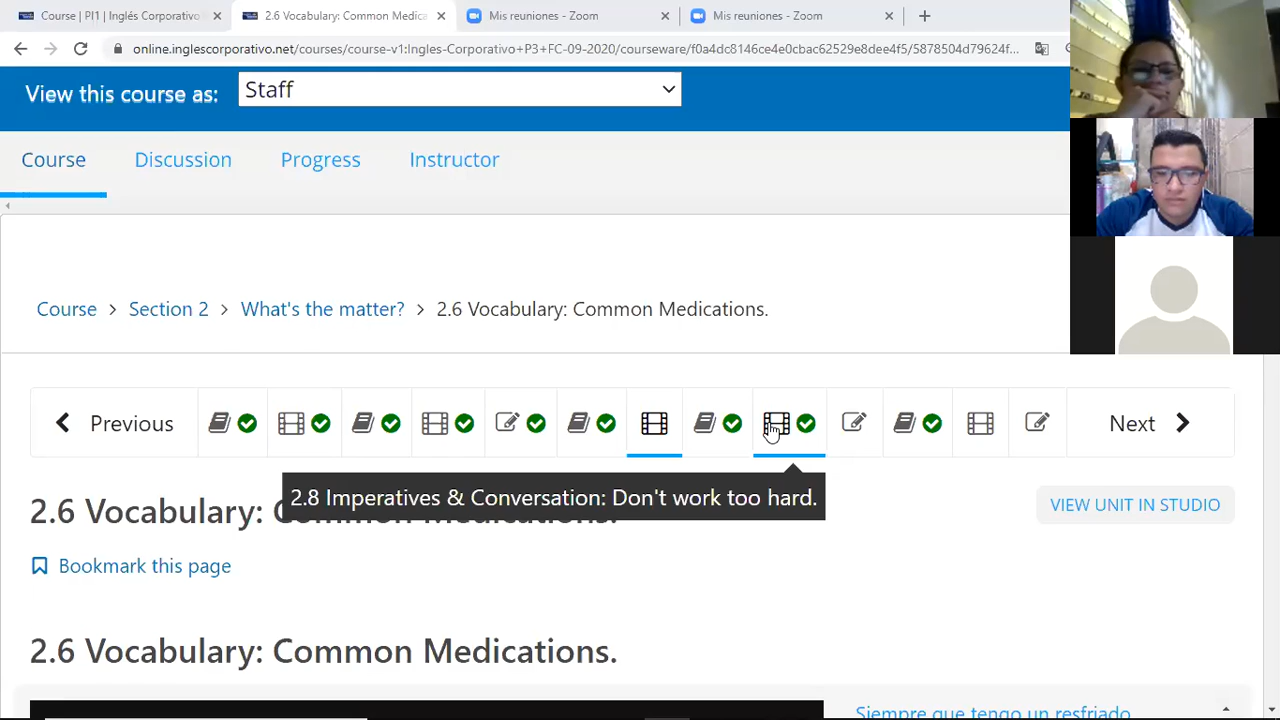 Course | PI1 | Inglés Corporativo
2.6 Vocabulary: Common Medica
Mis reuniones - Zoom
Mis reuniones - Zoom
online.inglescorporativo.net/courses/course-v1:Ingles-Corporativo+P3+FC-09-2020/courseware/f0a4dc8146ce4e0cbac62529e8dee4f5/5878504d79624f...
View this course as: Staff
Course Discussion Progress Instructor
Course > Section 2 > What's the matter? > 2.6 Vocabulary: Common Medications.
Previous Next
2.8 Imperatives & Conversation: Don't work too hard.
2.6 Vocabulary: Common Medications.
VIEW UNIT IN STUDIO
Bookmark this page
2.6 Vocabulary: Common Medications.
Siempre que tengo un resfriado